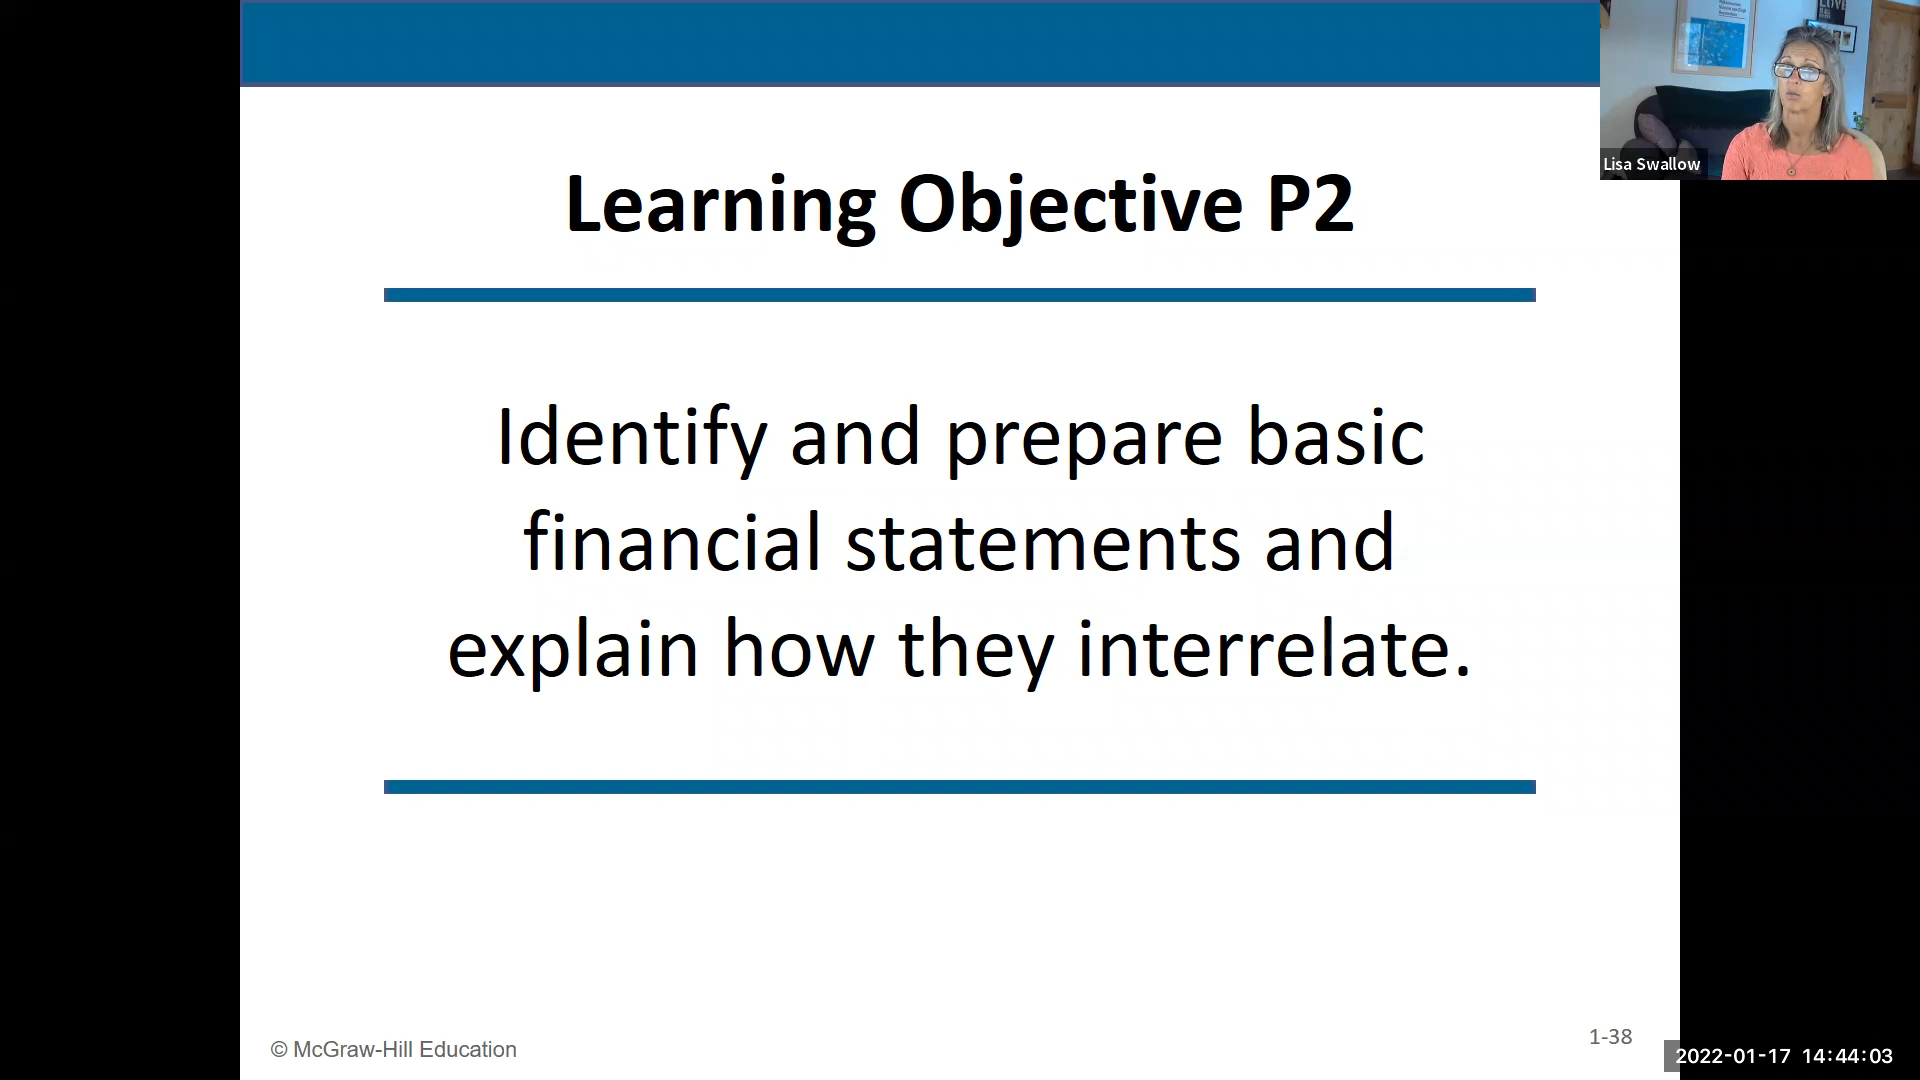 LOVE
Lisa Swallow
Learning Objective P2
Identify and prepare basic
financial statements and
explain how they interrelate.
© McGraw-Hill Education
1-38
2022-01-17 14:44:03